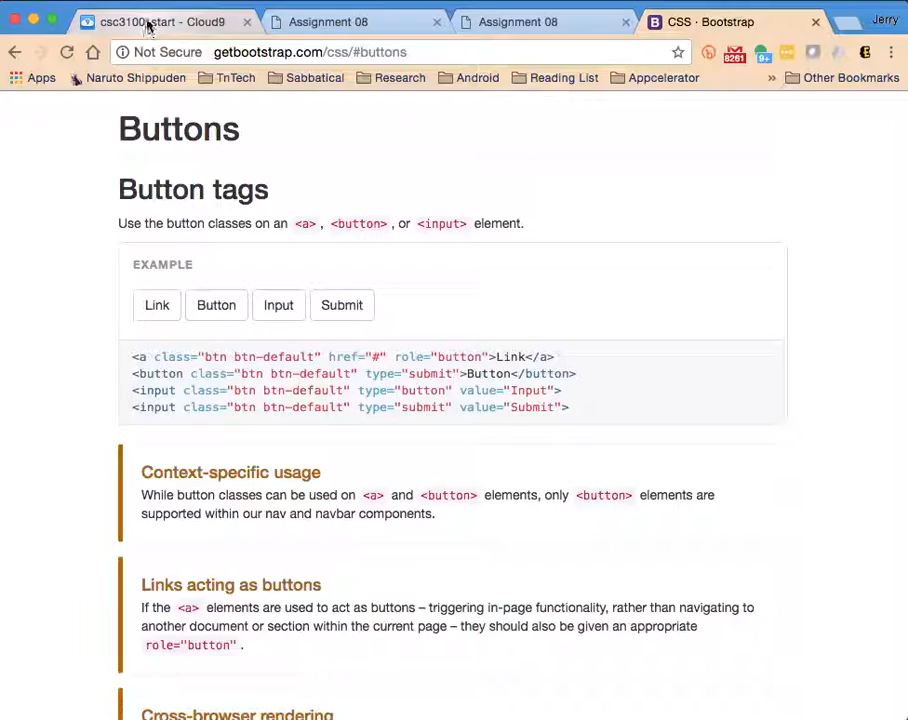 csc3100-start - Cloud9
Assignment 08
Assignment 08
CSS · Bootstrap
Jerry
Not Secure getbootstrap.com/css/#buttons
8261
9+
Apps
Naruto Shippuden
TnTech
Sabbatical
Research
Android
Reading List
Appcelerator
»
Other Bookmarks
Buttons
Button tags
Use the button classes on an <a>, <button>, or <input> element.
EXAMPLE
Link Button Input Submit
<a class="btn btn-default" href="#" role="button">Link</a>
<button class="btn btn-default" type="submit">Button</button>
<input class="btn btn-default" type="button" value="Input">
<input class="btn btn-default" type="submit" value="Submit">
Context-specific usage
While button classes can be used on <a> and <button> elements, only <button> elements are
supported within our nav and navbar components.
Links acting as buttons
If the <a> elements are used to act as buttons – triggering in-page functionality, rather than navigating to
another document or section within the current page – they should also be given an appropriate
role="button".
Cross-browser rendering